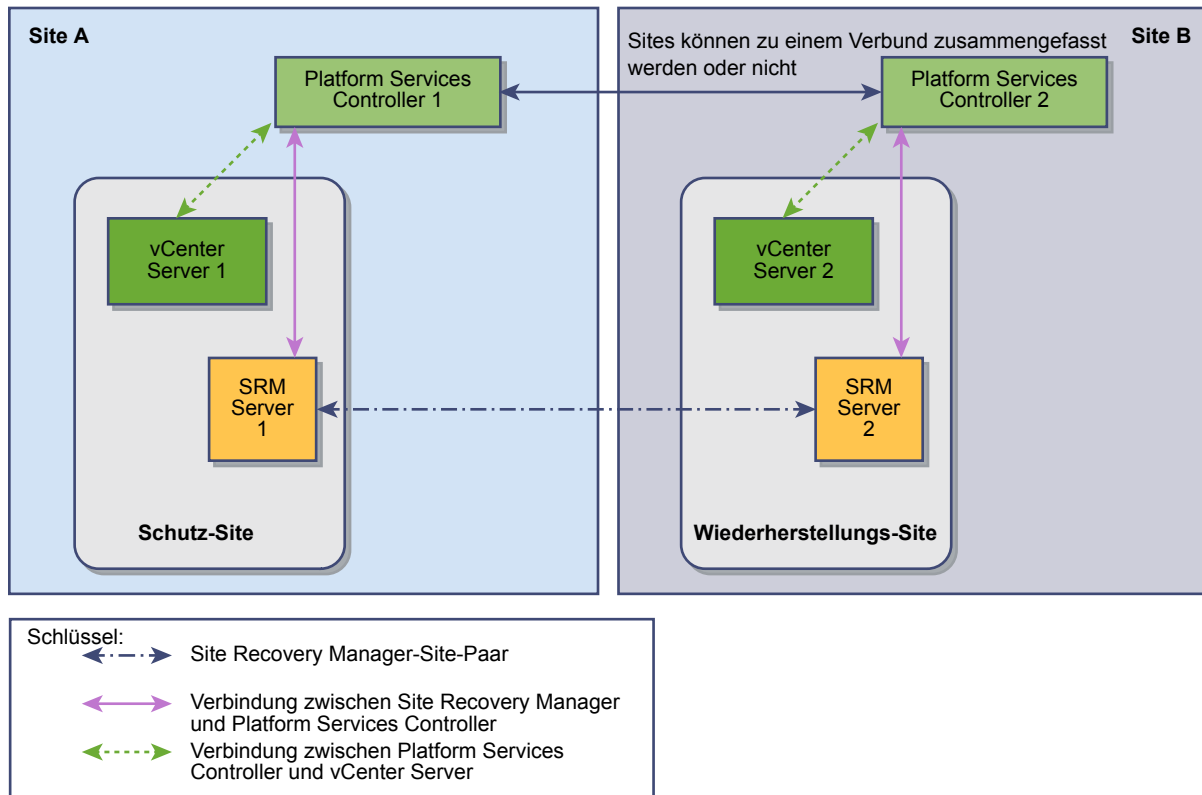 Site A
Platform Services
Controller 1
vCenter
Server 1
SRM
Server
1
Schutz-Site
Sites können zu einem Verbund zusammengefasst
werden oder nicht
Site B
Platform Services
Controller 2
vCenter
Server 2
SRM
Server
2
Wiederherstellungs-Site
Schlüssel:
Site Recovery Manager-Site-Paar
Verbindung zwischen Site Recovery Manager
und Platform Services Controller
Verbindung zwischen Platform Services
Controller und vCenter Server